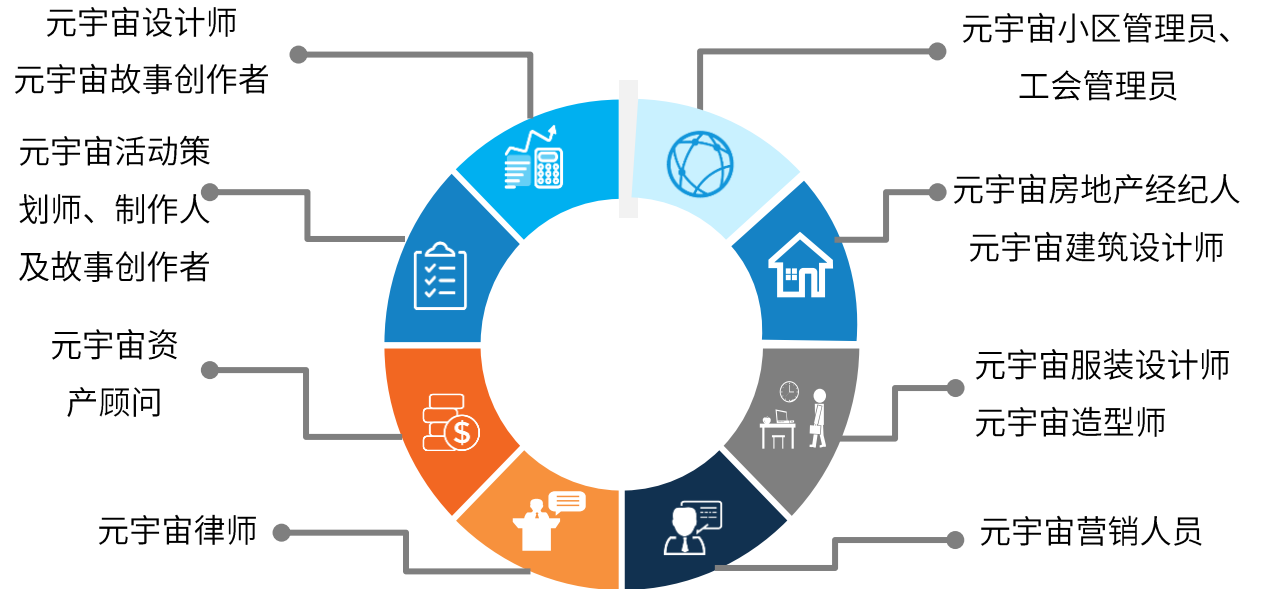 元宇宙设计师
元宇宙故事创作者
元宇宙活动策
划师、制作人
及故事创作者
元宇宙资
产顾问
元宇宙律师
元宇宙小区管理员、
工会管理员
元宇宙房地产经纪人
元宇宙建筑设计师
元宇宙服装设计师
元宇宙造型师
元宇宙营销人员
$